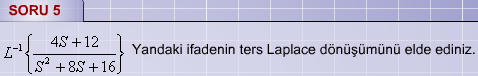 SORU 5
L⁻¹{ (4S+12) / (S² +8S+16) } Yandaki ifadenin ters Laplace dönüşümünü elde ediniz.